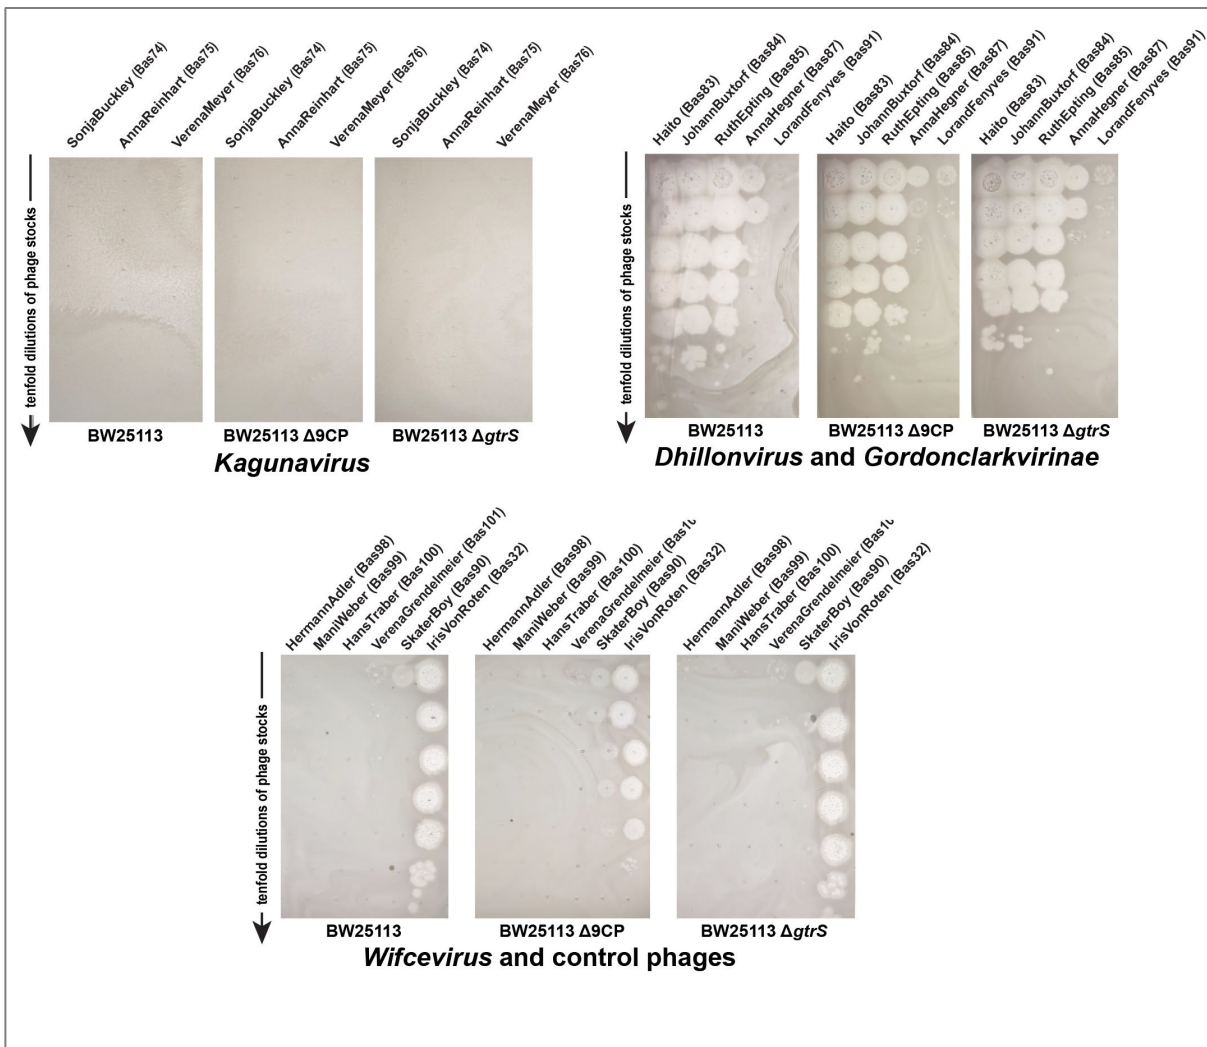 SonjaBuckley (Bas74)
AnnaReinhart (Bas75)
VerenaMeyer (Bas76)
SonjaBuckley (Bas74)
AnnaReinhart (Bas75)
VerenaMeyer (Bas76)
SonjaBuckley (Bas74)
AnnaReinhart (Bas75)
VerenaMeyer (Bas76)
tenfold dilutions of phage stocks
BW25113
BW25113 Δ9CP
BW25113 ΔgtrS
Kagunavirus
Haito (Bas83)
JohannBuxtorf (Bas84)
RuthEpting (Bas85)
AnnaHegner (Bas87)
LorandFenyves (Bas91)
Haito (Bas83)
JohannBuxtorf (Bas84)
RuthEpting (Bas85)
AnnaHegner (Bas87)
LorandFenyves (Bas91)
Haito (Bas83)
JohannBuxtorf (Bas84)
RuthEpting (Bas85)
AnnaHegner (Bas87)
LorandFenyves (Bas91)
tenfold dilutions of phage stocks
BW25113
BW25113 Δ9CP
BW25113 ΔgtrS
Dhillonvirus and Gordonclarkvirinae
HermannAdler (Bas98)
ManiWeber (Bas99)
HansTraber (Bas100)
VerenaGrendelmeier (Bas101)
SkaterBoy (Bas90)
IrisVonRoten (Bas32)
HermannAdler (Bas98)
ManiWeber (Bas99)
HansTraber (Bas100)
VerenaGrendelmeier
SkaterBoy (Bas90)
IrisVonRoten (Bas32)
HermannAdler (Bas98)
ManiWeber (Bas99)
HansTraber (Bas100)
VerenaGrendelmeier
SkaterBoy (Bas90)
IrisVonRoten (Bas32)
tenfold dilutions of phage stocks
BW25113
BW25113 Δ9CP
BW25113 ΔgtrS
Wifcevirus and control phages